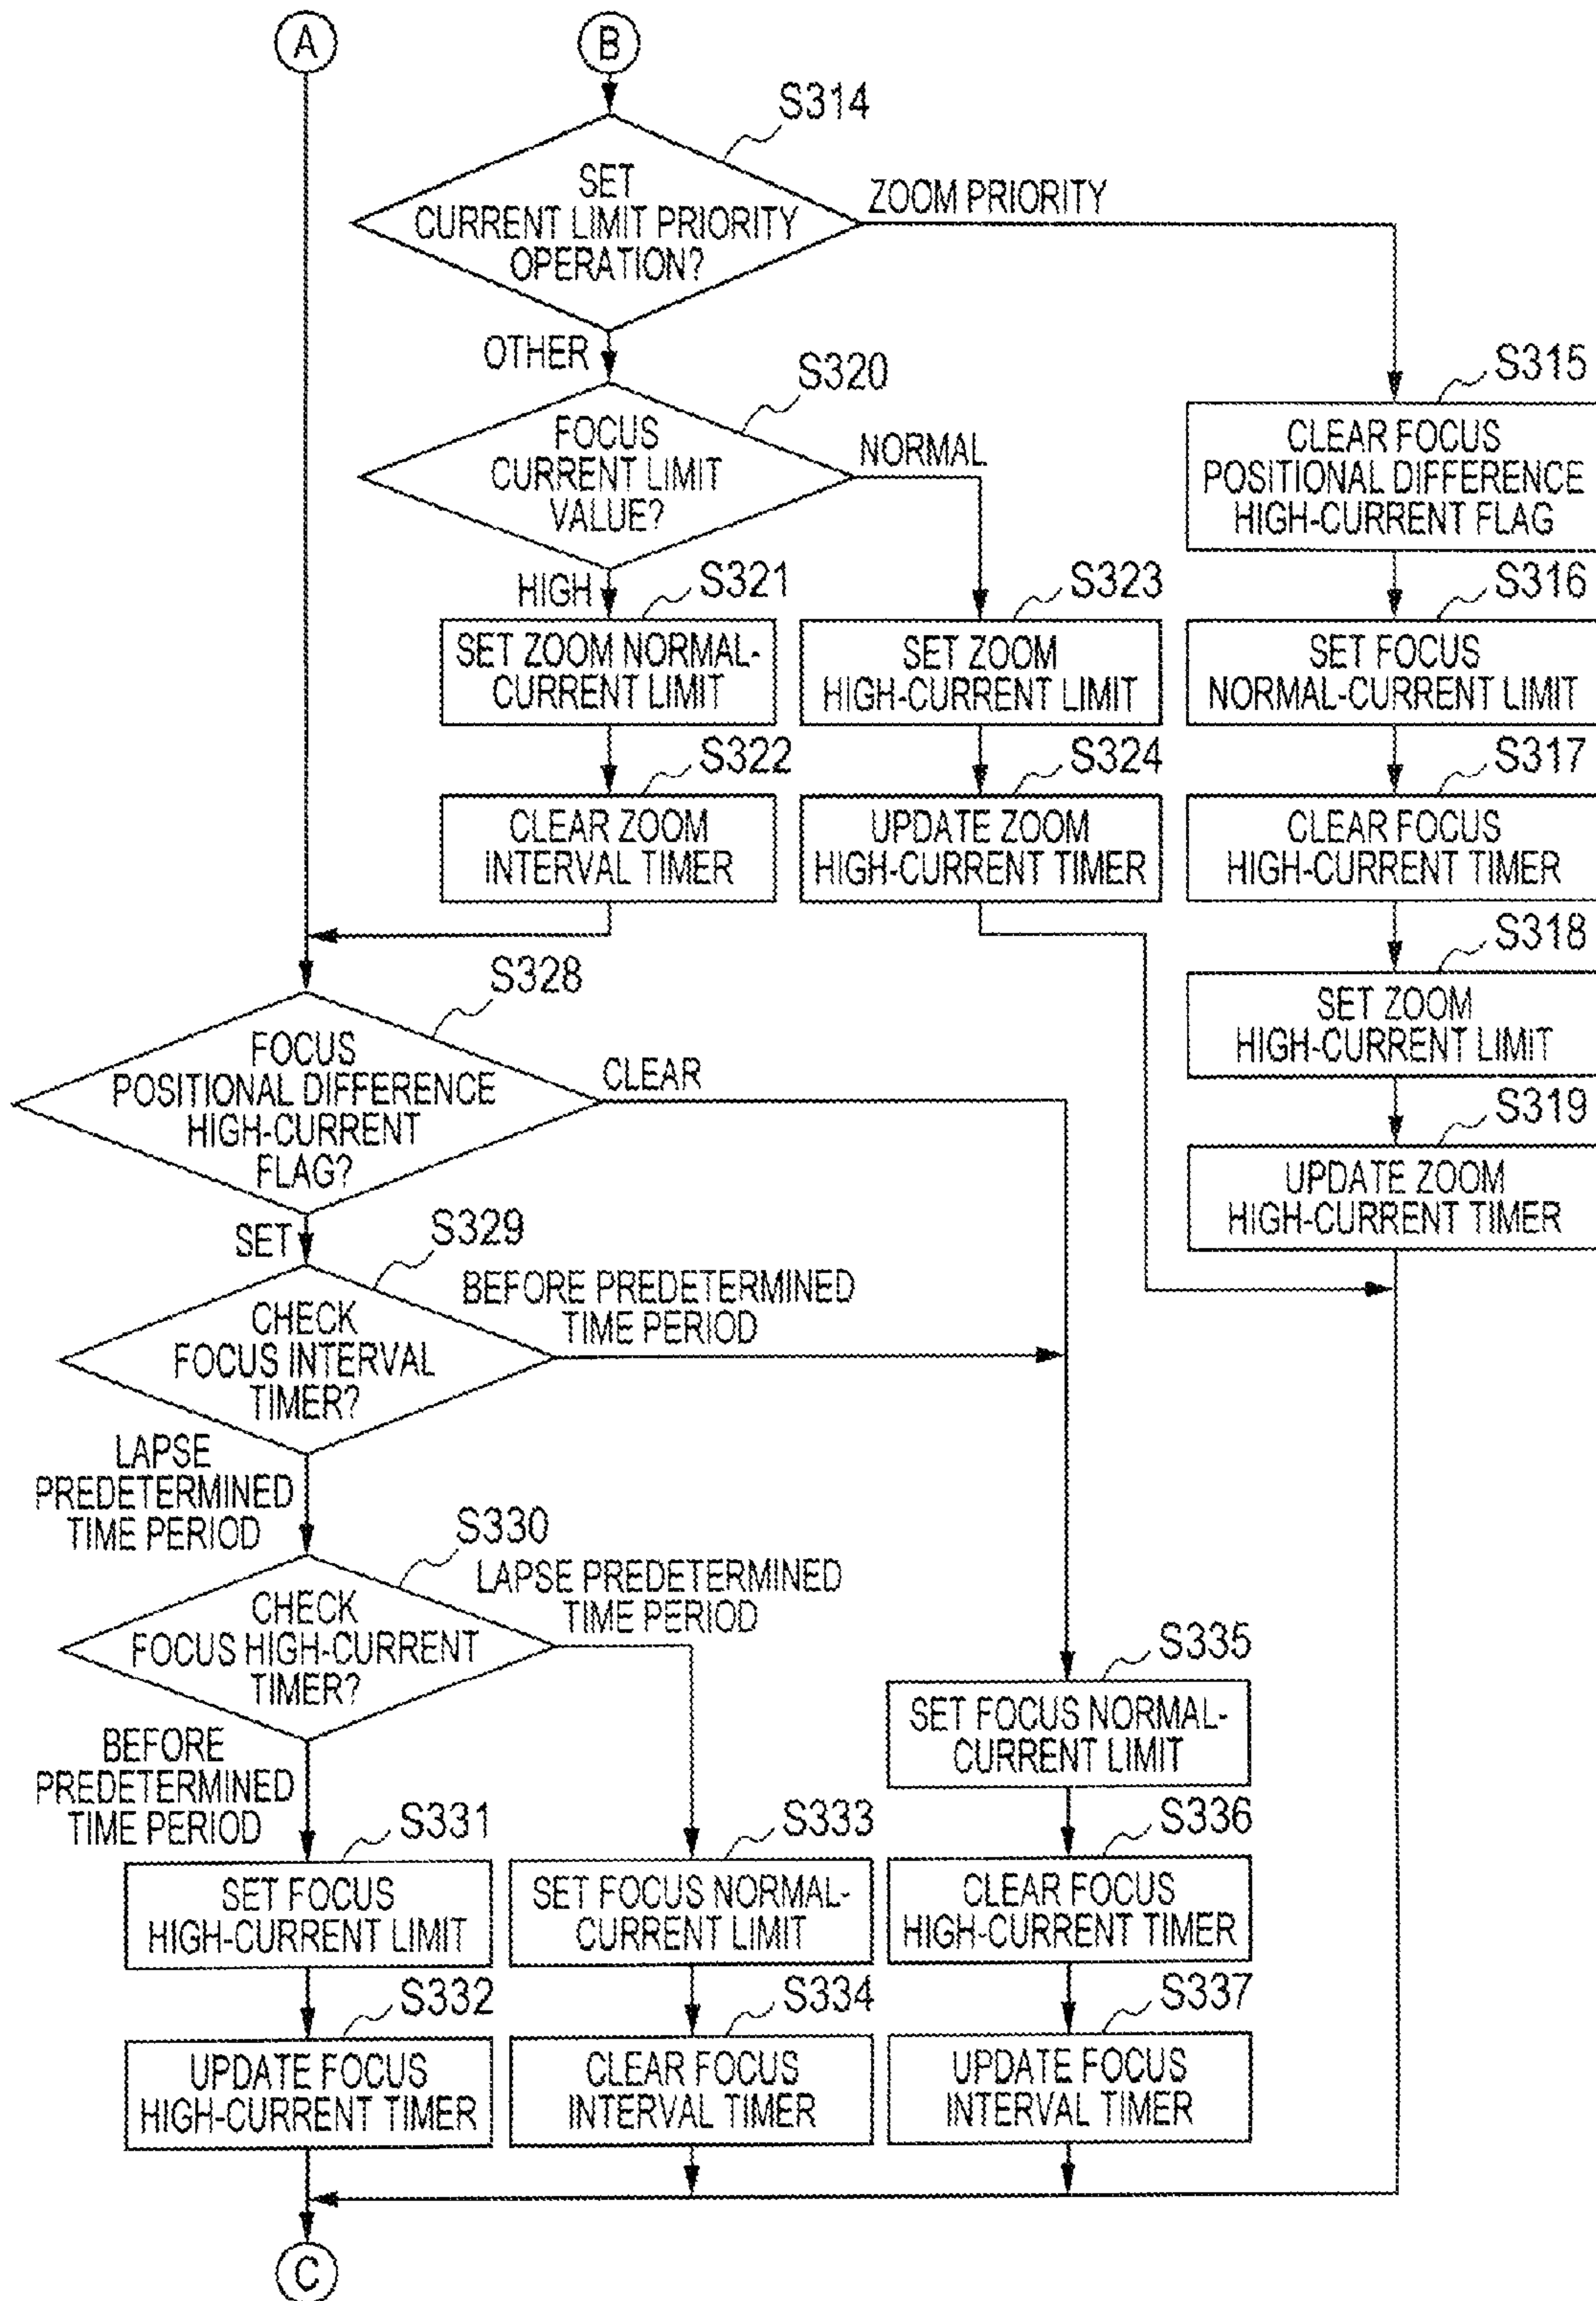 A
B
S314
SET
CURRENT LIMIT PRIORITY
OPERATION?
ZOOM PRIORITY
OTHER
S320
FOCUS
CURRENT LIMIT
VALUE?
NORMAL
S315
CLEAR FOCUS
POSITIONAL DIFFERENCE
HIGH-CURRENT FLAG
HIGH
S321
SET ZOOM NORMAL-
CURRENT LIMIT
S323
SET ZOOM
HIGH-CURRENT LIMIT
S316
SET FOCUS
NORMAL-CURRENT LIMIT
S322
CLEAR ZOOM
INTERVAL TIMER
S324
UPDATE ZOOM
HIGH-CURRENT TIMER
S317
CLEAR FOCUS
HIGH-CURRENT TIMER
S318
SET ZOOM
HIGH-CURRENT LIMIT
S319
UPDATE ZOOM
HIGH-CURRENT TIMER
S328
FOCUS
POSITIONAL DIFFERENCE
HIGH-CURRENT
FLAG?
CLEAR
SET
S329
CHECK
FOCUS INTERVAL
TIMER?
BEFORE PREDETERMINED
TIME PERIOD
LAPSE
PREDETERMINED
TIME PERIOD
S330
CHECK
FOCUS HIGH-CURRENT
TIMER?
LAPSE PREDETERMINED
TIME PERIOD
BEFORE
PREDETERMINED
TIME PERIOD
S335
SET FOCUS NORMAL-
CURRENT LIMIT
S331
SET FOCUS
HIGH-CURRENT LIMIT
S333
SET FOCUS NORMAL-
CURRENT LIMIT
S336
CLEAR FOCUS
HIGH-CURRENT TIMER
S332
UPDATE FOCUS
HIGH-CURRENT TIMER
S334
CLEAR FOCUS
INTERVAL TIMER
S337
UPDATE FOCUS
INTERVAL TIMER
C